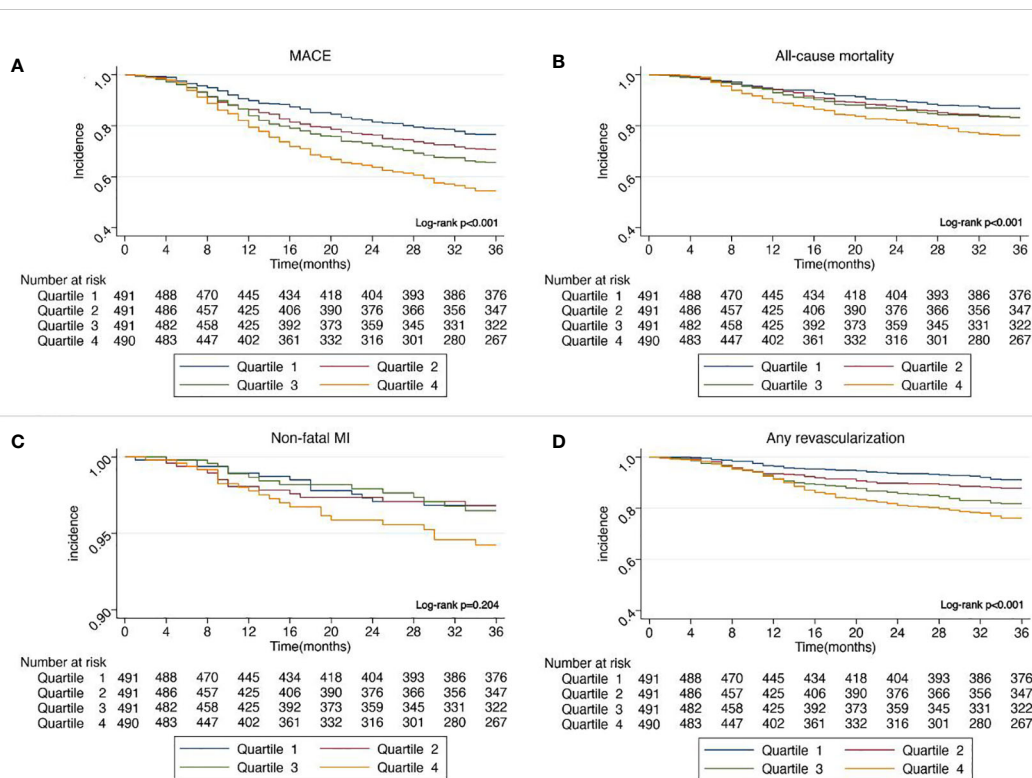 A
MACE
Incidence
1.0
0.8
0.6
0.4
Log-rank p<0.001
0 4 8 12 16 20 24 28 32 36
Time(months)
Number at risk
Quartile 1 491 488 470 445 434 418 404 393 386 376
Quartile 2 491 486 457 425 406 390 376 366 356 347
Quartile 3 491 482 458 425 392 373 359 345 331 322
Quartile 4 490 483 447 402 361 332 316 301 280 267
Quartile 1 Quartile 2
Quartile 3 Quartile 4
B
All-cause mortality
Incidence
1.0
0.8
0.6
0.4
Log-rank p<0.001
0 4 8 12 16 20 24 28 32 36
Time(months)
Number at risk
Quartile 1 491 488 470 445 434 418 404 393 386 376
Quartile 2 491 486 457 425 406 390 376 366 356 347
Quartile 3 491 482 458 425 392 373 359 345 331 322
Quartile 4 490 483 447 402 361 332 316 301 280 267
Quartile 1 Quartile 2
Quartile 3 Quartile 4
C
Non-fatal MI
incidence
1.00
0.95
0.90
Log-rank p=0.204
0 4 8 12 16 20 24 28 32 36
Time(months)
Number at risk
Quartile 1 491 488 470 445 434 418 404 393 386 376
Quartile 2 491 486 457 425 406 390 376 366 356 347
Quartile 3 491 482 458 425 392 373 359 345 331 322
Quartile 4 490 483 447 402 361 332 316 301 280 267
Quartile 1 Quartile 2
Quartile 3 Quartile 4
D
Any revascularization
incidence
1.0
0.8
0.6
0.4
Log-rank p<0.001
0 4 8 12 16 20 24 28 32 36
Time(months)
Number at risk
Quartile 1 491 488 470 445 434 418 404 393 386 376
Quartile 2 491 486 457 425 406 390 376 366 356 347
Quartile 3 491 482 458 425 392 373 359 345 331 322
Quartile 4 490 483 447 402 361 332 316 301 280 267
Quartile 1 Quartile 2
Quartile 3 Quartile 4